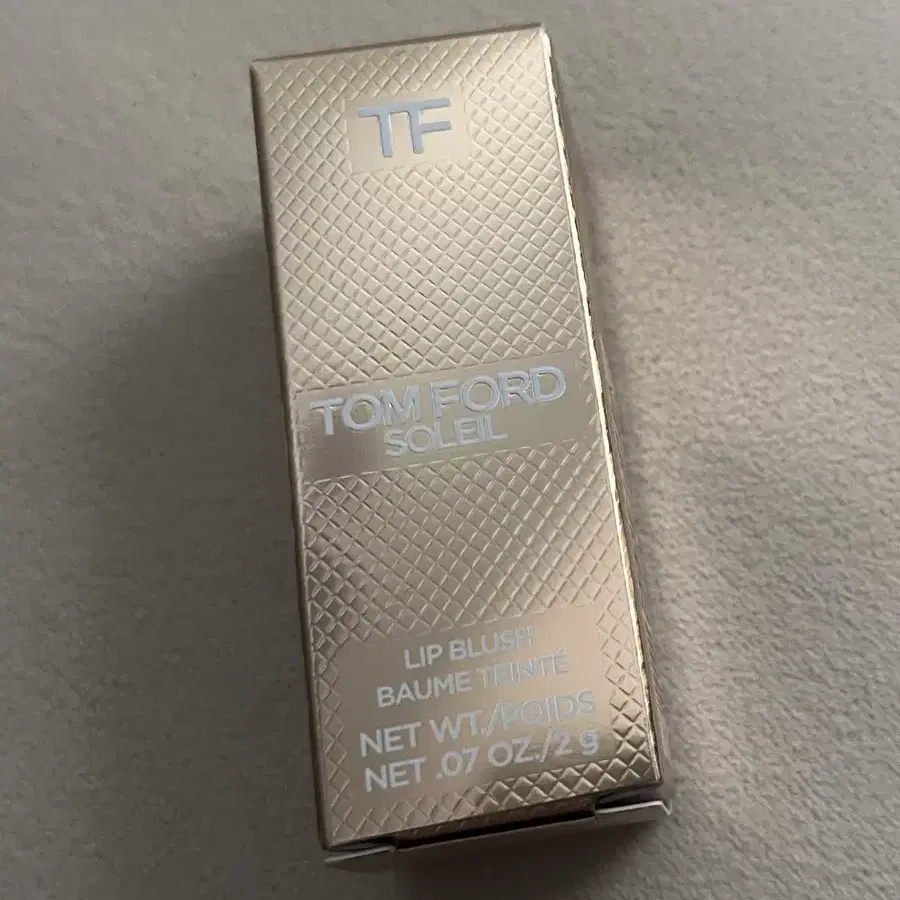 TF
TOM FORD
SOLEIL
LIP BLUSH
BAUME TEINTÉ
NET WT./POIDS
NET .07 OZ./2 g